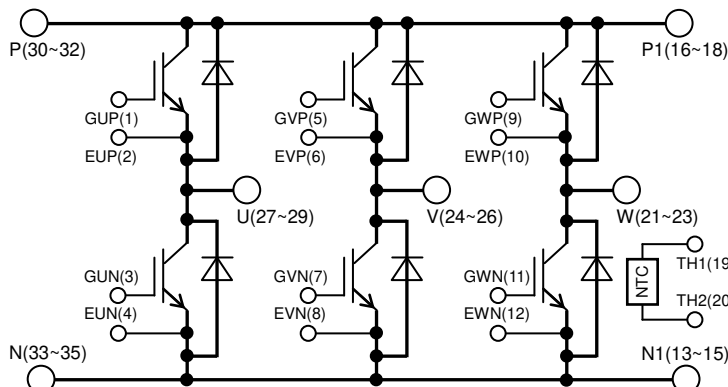 P(30~32)
P1(16~18)
GUP(1)
GVP(5)
GWP(9)
EUP(2)
EVP(6)
EWP(10)
U(27~29)
V(24~26)
W(21~23)
GUN(3)
GVN(7)
GWN(11)
NTC
TH1(19
EUN(4)
EVN(8)
EWN(12)
TH2(20
N(33~35)
N1(13~15)